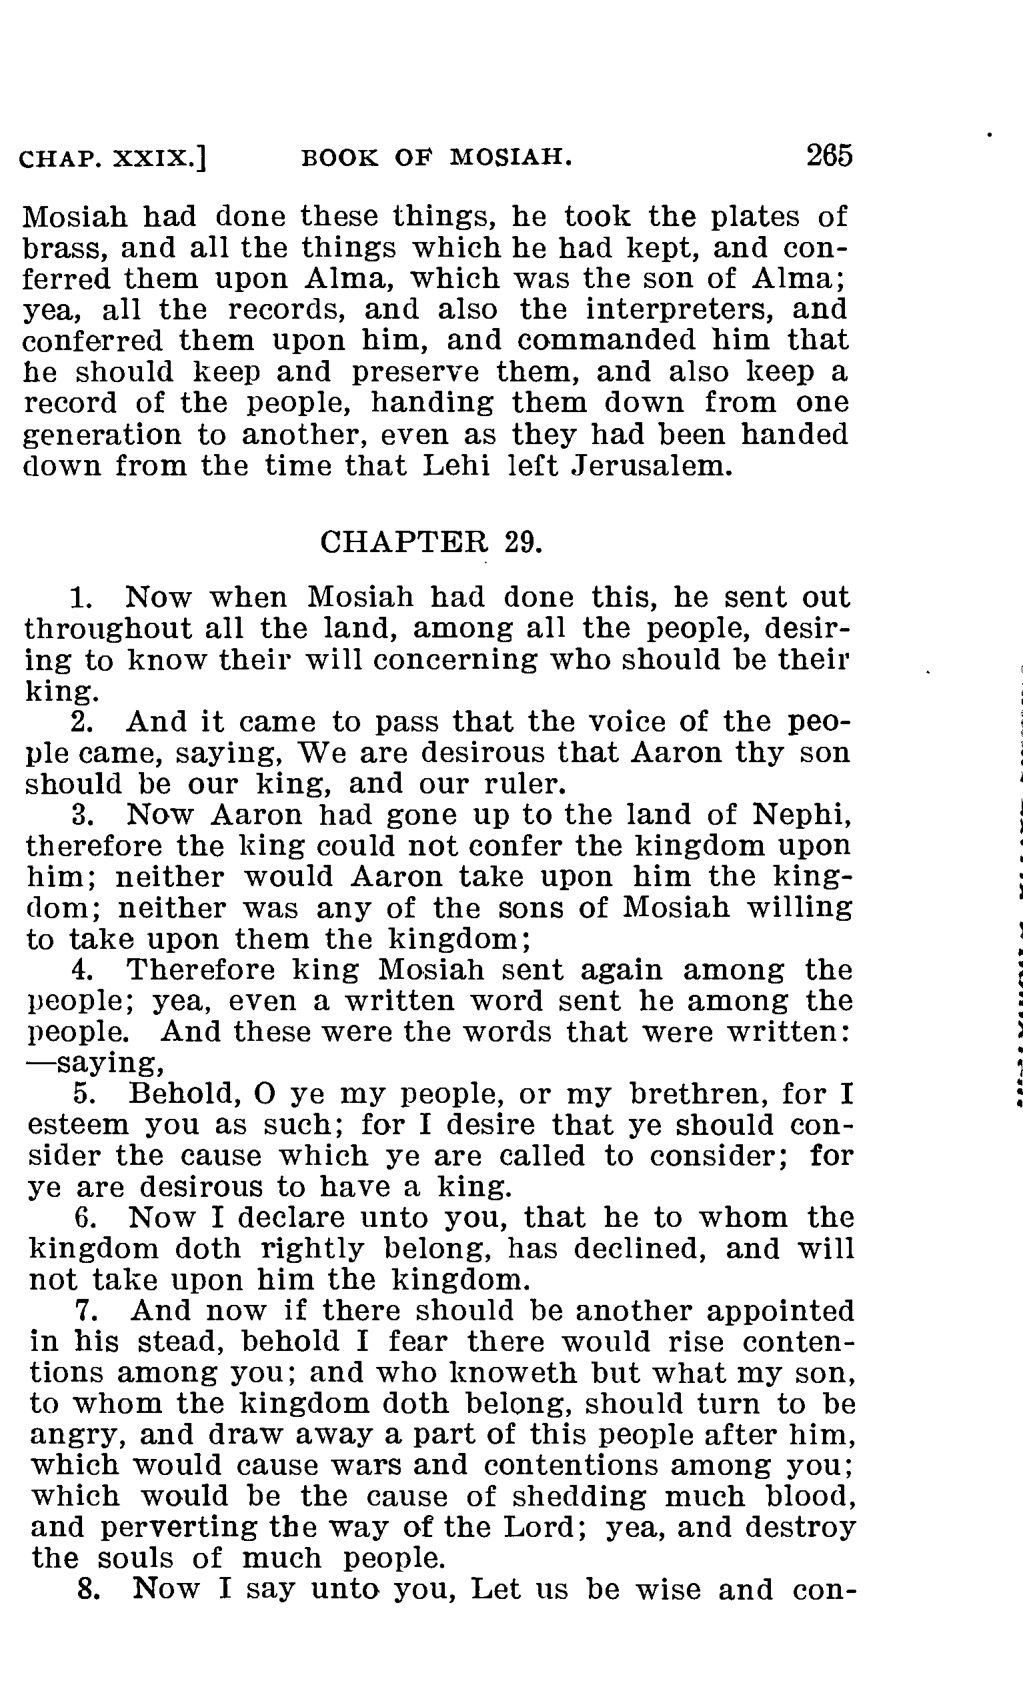 CHAP. XXIX.] BOOK OF MOSIAH. 265
Mosiah had done these things, he took the plates of
brass, and all the things which he had kept, and con-
ferred them upon Alma, which was the son of Alma;
yea, all the records, and also the interpreters, and
conferred them upon him, and commanded him that
he should keep and preserve them, and also keep a
record of the people, handing them down from one
generation to another, even as they had been handed
down from the time that Lehi left Jerusalem.
CHAPTER 29.
1. Now when Mosiah had done this, he sent out
throughout all the land, among all the people, desir-
ing to know their will concerning who should be their
king.
2. And it came to pass that the voice of the peo-
ple came, saying, We are desirous that Aaron thy son
should be our king, and our ruler.
3. Now Aaron had gone up to the land of Nephi,
therefore the king could not confer the kingdom upon
him; neither would Aaron take upon him the king-
dom; neither was any of the sons of Mosiah willing
to take upon them the kingdom;
4. Therefore king Mosiah sent again among the
people; yea, even a written word sent he among the
people. And these were the words that were written:
—saying,
5. Behold, O ye my people, or my brethren, for I
esteem you as such; for I desire that ye should con-
sider the cause which ye are called to consider; for
ye are desirous to have a king.
6. Now I declare unto you, that he to whom the
kingdom doth rightly belong, has declined, and will
not take upon him the kingdom.
7. And now if there should be another appointed
in his stead, behold I fear there would rise conten-
tions among you; and who knoweth but what my son,
to whom the kingdom doth belong, should turn to be
angry, and draw away a part of this people after him,
which would cause wars and contentions among you;
which would be the cause of shedding much blood,
and perverting the way of the Lord; yea, and destroy
the souls of much people.
8. Now I say unto you, Let us be wise and con-